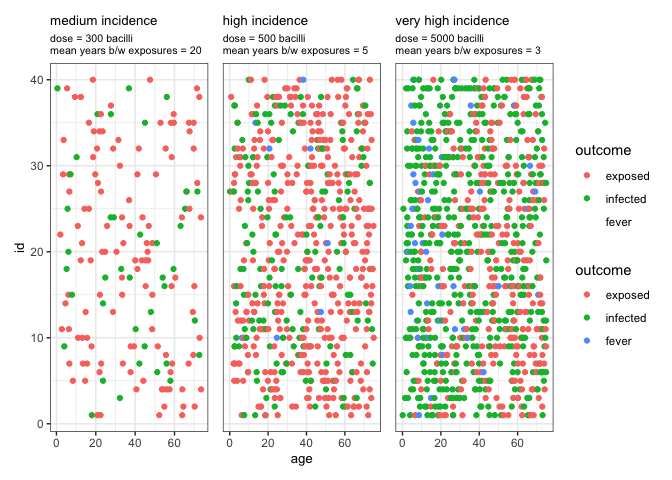 medium incidence
dose = 300 bacilli
mean years b/w exposures = 20
high incidence
dose = 500 bacilli
mean years b/w exposures = 5
very high incidence
dose = 5000 bacilli
mean years b/w exposures = 3
40
30
20
10
0
id
0 20 40 60
0 20 40 60
0 20 40 60
age
outcome
exposed
infected
fever
outcome
exposed
infected
fever